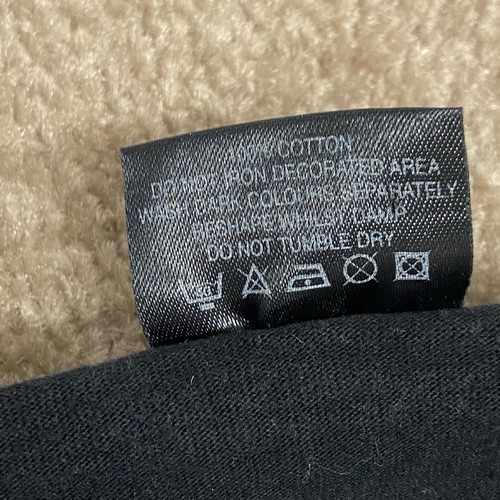 100% COTTON
DO NOT IRON DECORATED AREA
WASH DARK COLOURS SEPARATELY
RESHAPE WHILST DAMP
DO NOT TUMBLE DRY